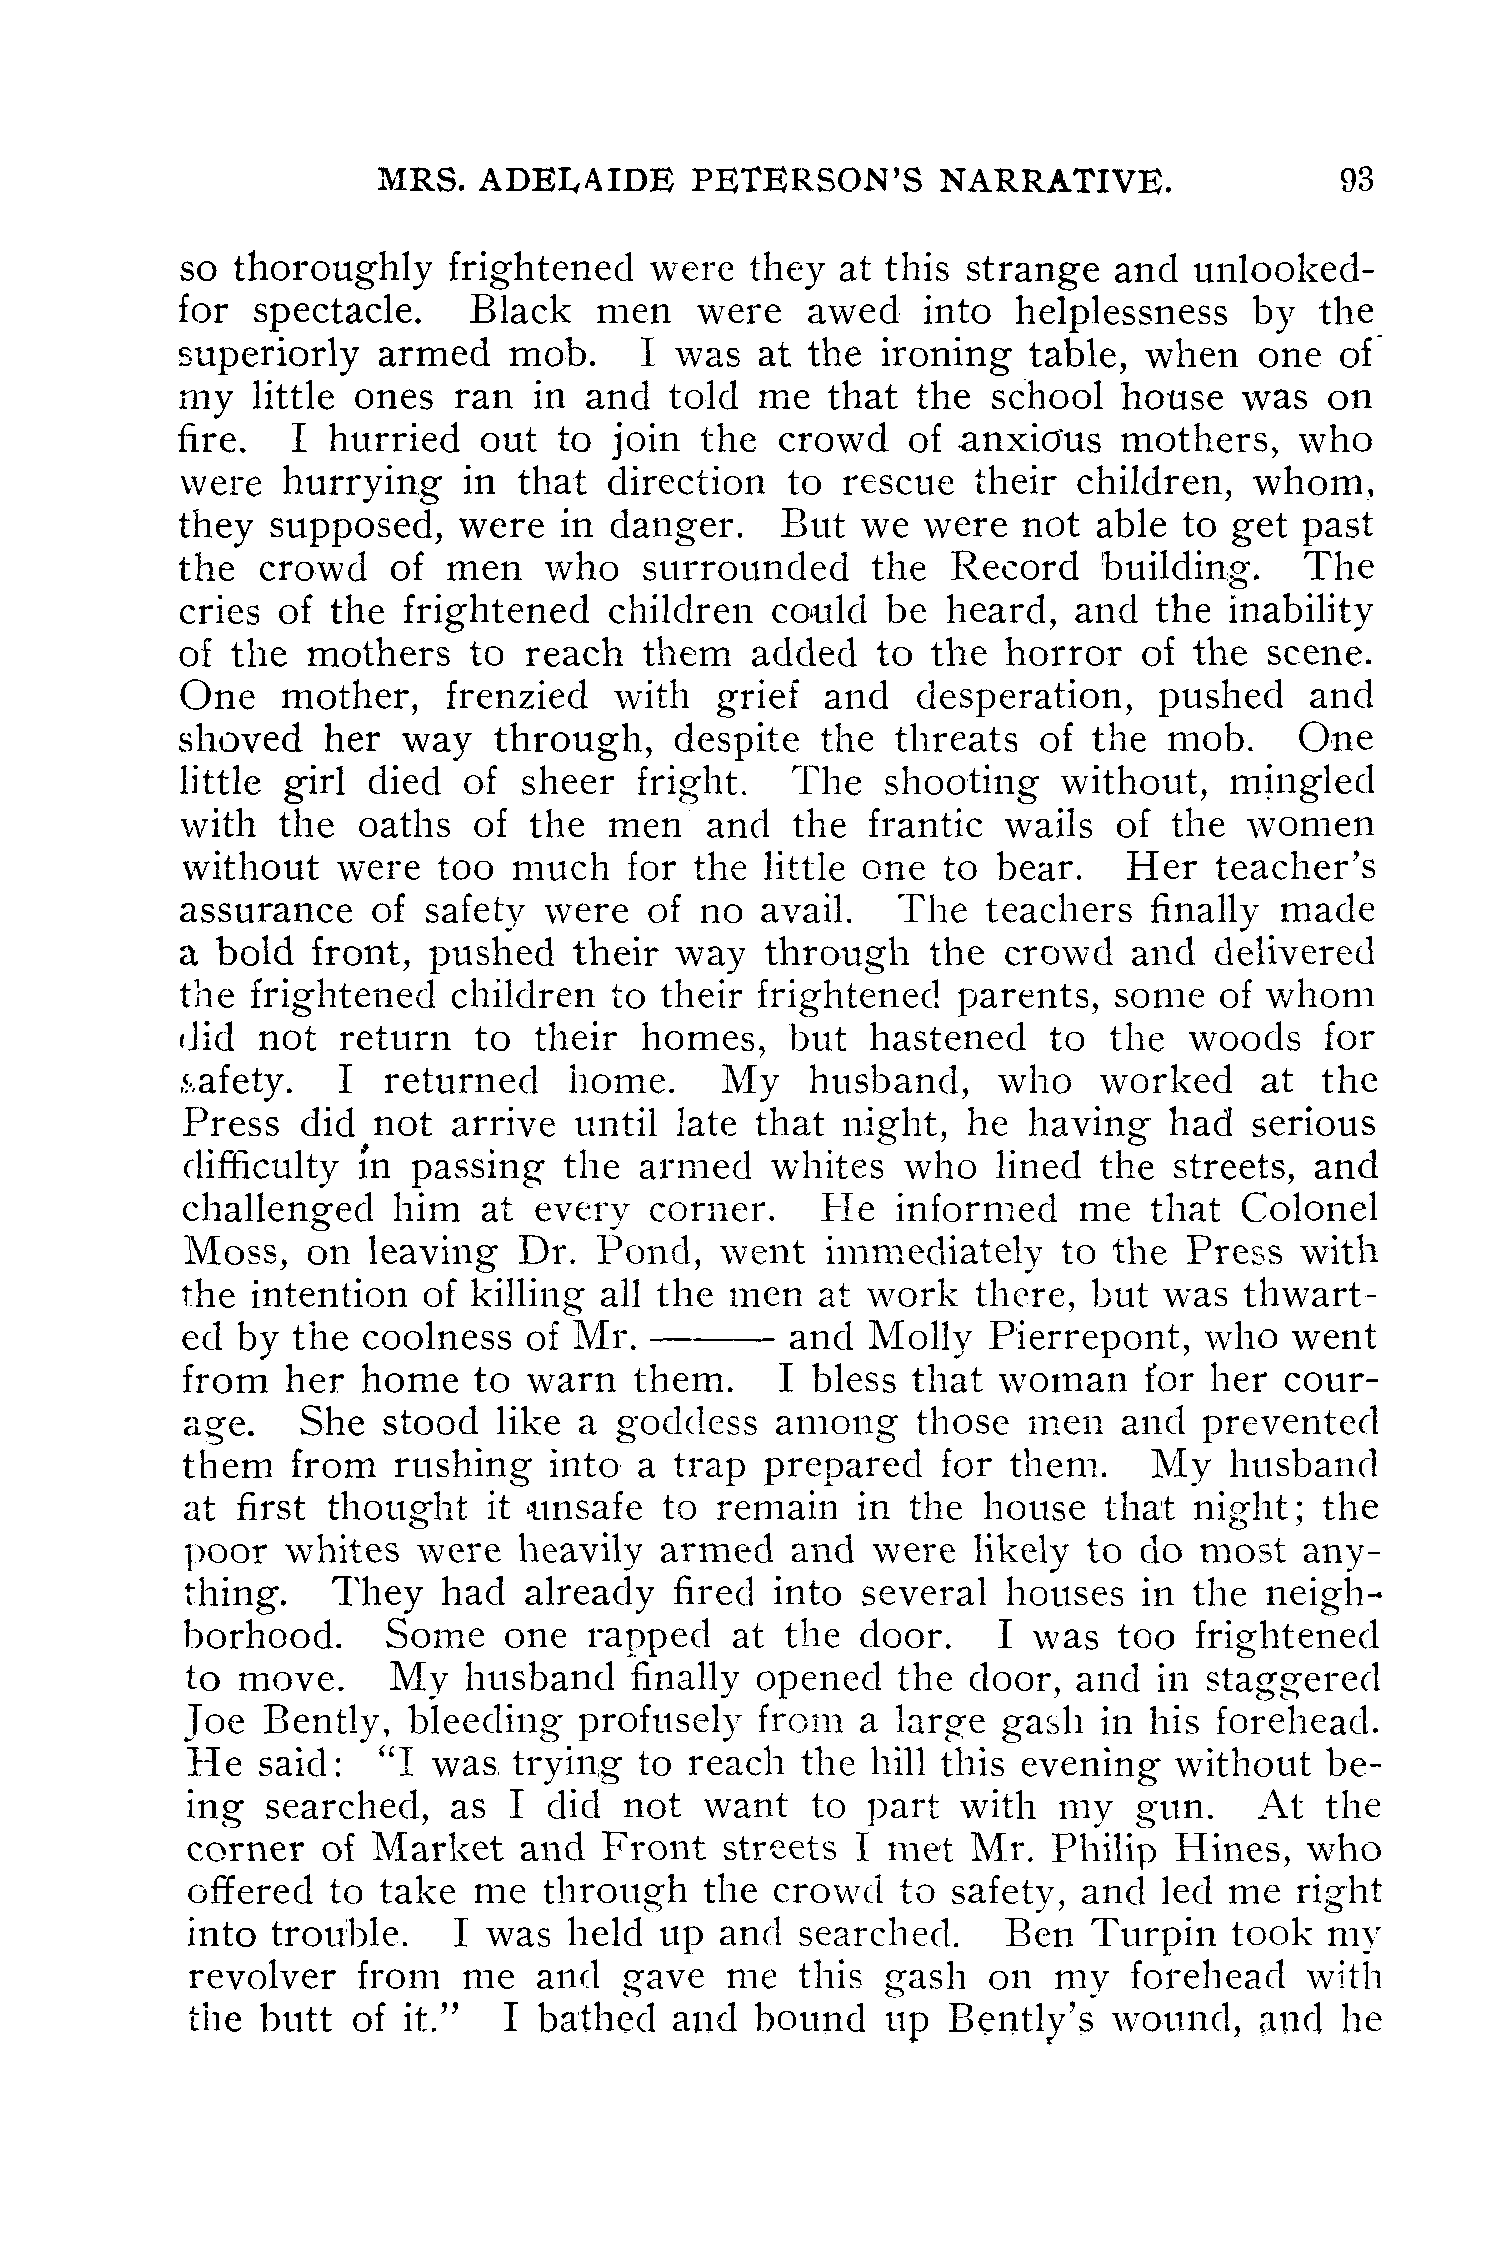 MRS. ADELAIDE PETERSON'S NARRATIVE. 93
so thoroughly frightened were they at this strange and unlooked-
for spectacle. Black men were awed into helplessness by the
superiorly armed mob. I was at the ironing table, when one of
my little ones ran in and told me that the school house was on
fire. I hurried out to join the crowd of anxious mothers, who
were hurrying in that direction to rescue their children, whom,
they supposed, were in danger. But we were not able to get past
the crowd of men who surrounded the Record building. The
cries of the frightened children could be heard, and the inability
of the mothers to reach them added to the horror of the scene.
One mother, frenzied with grief and desperation, pushed and
shoved her way through, despite the threats of the mob. One
little girl died of sheer fright. The shooting without, mingled
with the oaths of the men and the frantic wails of the women
without were too much for the little one to bear. Her teacher's
assurance of safety were of no avail. The teachers finally made
a bold front, pushed their way through the crowd and delivered
the frightened children to their frightened parents, some of whom
did not return to their homes, but hastened to the woods for
safety. I returned home. My husband, who worked at the
Press did not arrive until late that night, he having had serious
difficulty in passing the armed whites who lined the streets, and
challenged him at every corner. He informed me that Colonel
Moss, on leaving Dr. Pond, went immediately to the Press with
the intention of killing all the men at work there, but was thwart-
ed by the coolness of Mr. ——— and Molly Pierrepont, who went
from her home to warn them. I bless that woman for her cour-
age. She stood like a goddess among those men and prevented
them from rushing into a trap prepared for them. My husband
at first thought it unsafe to remain in the house that night; the
poor whites were heavily armed and were likely to do most any-
thing. They had already fired into several houses in the neigh-
borhood. Some one rapped at the door. I was too frightened
to move. My husband finally opened the door, and in staggered
Joe Bently, bleeding profusely from a large gash in his forehead.
He said: "I was trying to reach the hill this evening without be-
ing searched, as I did not want to part with my gun. At the
corner of Market and Front streets I met Mr. Philip Hines, who
offered to take me through the crowd to safety, and led me right
into trouble. I was held up and searched. Ben Turpin took my
revolver from me and gave me this gash on my forehead with
the butt of it." I bathed and bound up Bently's wound, and he